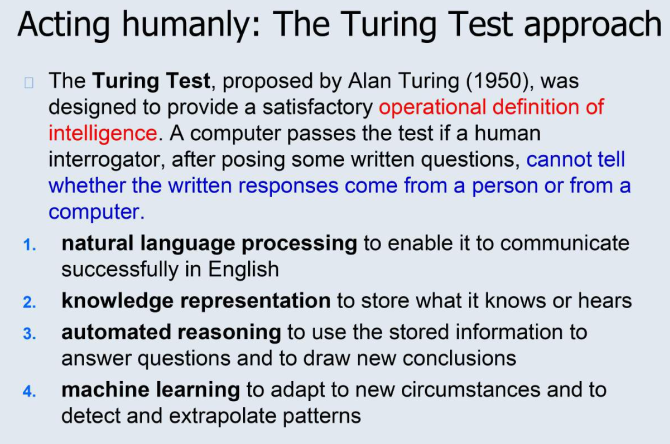 Acting humanly: The Turing Test approach
The Turing Test, proposed by Alan Turing (1950), was
designed to provide a satisfactory operational definition of
intelligence. A computer passes the test if a human
interrogator, after posing some written questions, cannot tell
whether the written responses come from a person or from a
computer.
1. natural language processing to enable it to communicate
successfully in English
2. knowledge representation to store what it knows or hears
3. automated reasoning to use the stored information to
answer questions and to draw new conclusions
4. machine learning to adapt to new circumstances and to
detect and extrapolate patterns